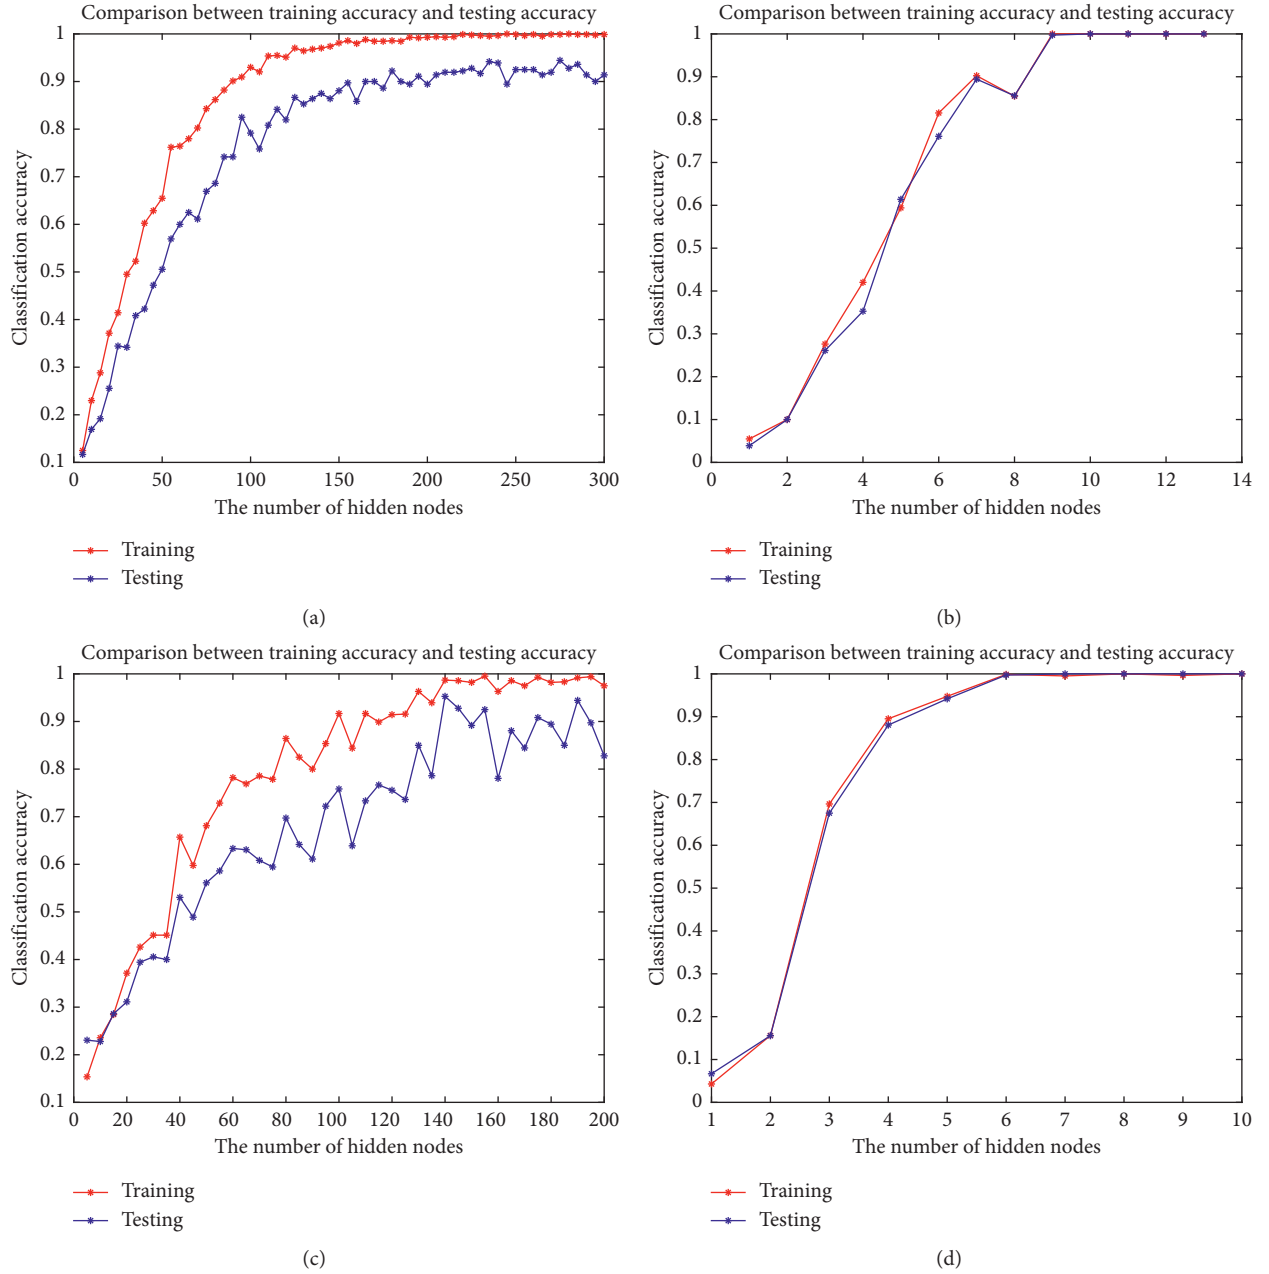 Comparison between training accuracy and testing accuracy
1
0.9
0.8
0.7
0.6
0.5
0.4
0.3
0.2
0.1
Classification accuracy
0 50 100 150 200 250 300
The number of hidden nodes
Training
Testing
(a)
Comparison between training accuracy and testing accuracy
1
0.9
0.8
0.7
0.6
0.5
0.4
0.3
0.2
0.1
0
Classification accuracy
0 2 4 6 8 10 12 14
The number of hidden nodes
Training
Testing
(b)
Comparison between training accuracy and testing accuracy
1
0.9
0.8
0.7
0.6
0.5
0.4
0.3
0.2
0.1
Classification accuracy
0 20 40 60 80 100 120 140 160 180 200
The number of hidden nodes
Training
Testing
(c)
Comparison between training accuracy and testing accuracy
1
0.9
0.8
0.7
0.6
0.5
0.4
0.3
0.2
0.1
0
Classification accuracy
1 2 3 4 5 6 7 8 9 10
The number of hidden nodes
Training
Testing
(d)